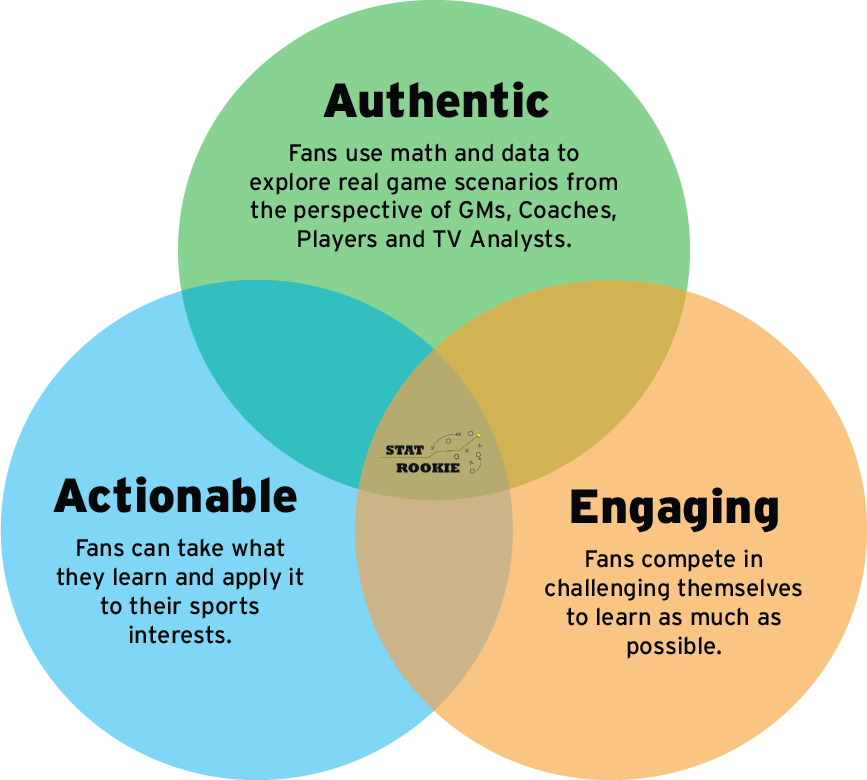 Authentic
Fans use math and data to
explore real game scenarios from
the perspective of GMs, Coaches,
Players and TV Analysts.
STAT
ROOKIE
Actionable
Fans can take what
they learn and apply it
to their sports
interests.
Engaging
Fans compete in
challenging themselves
to learn as much as
possible.